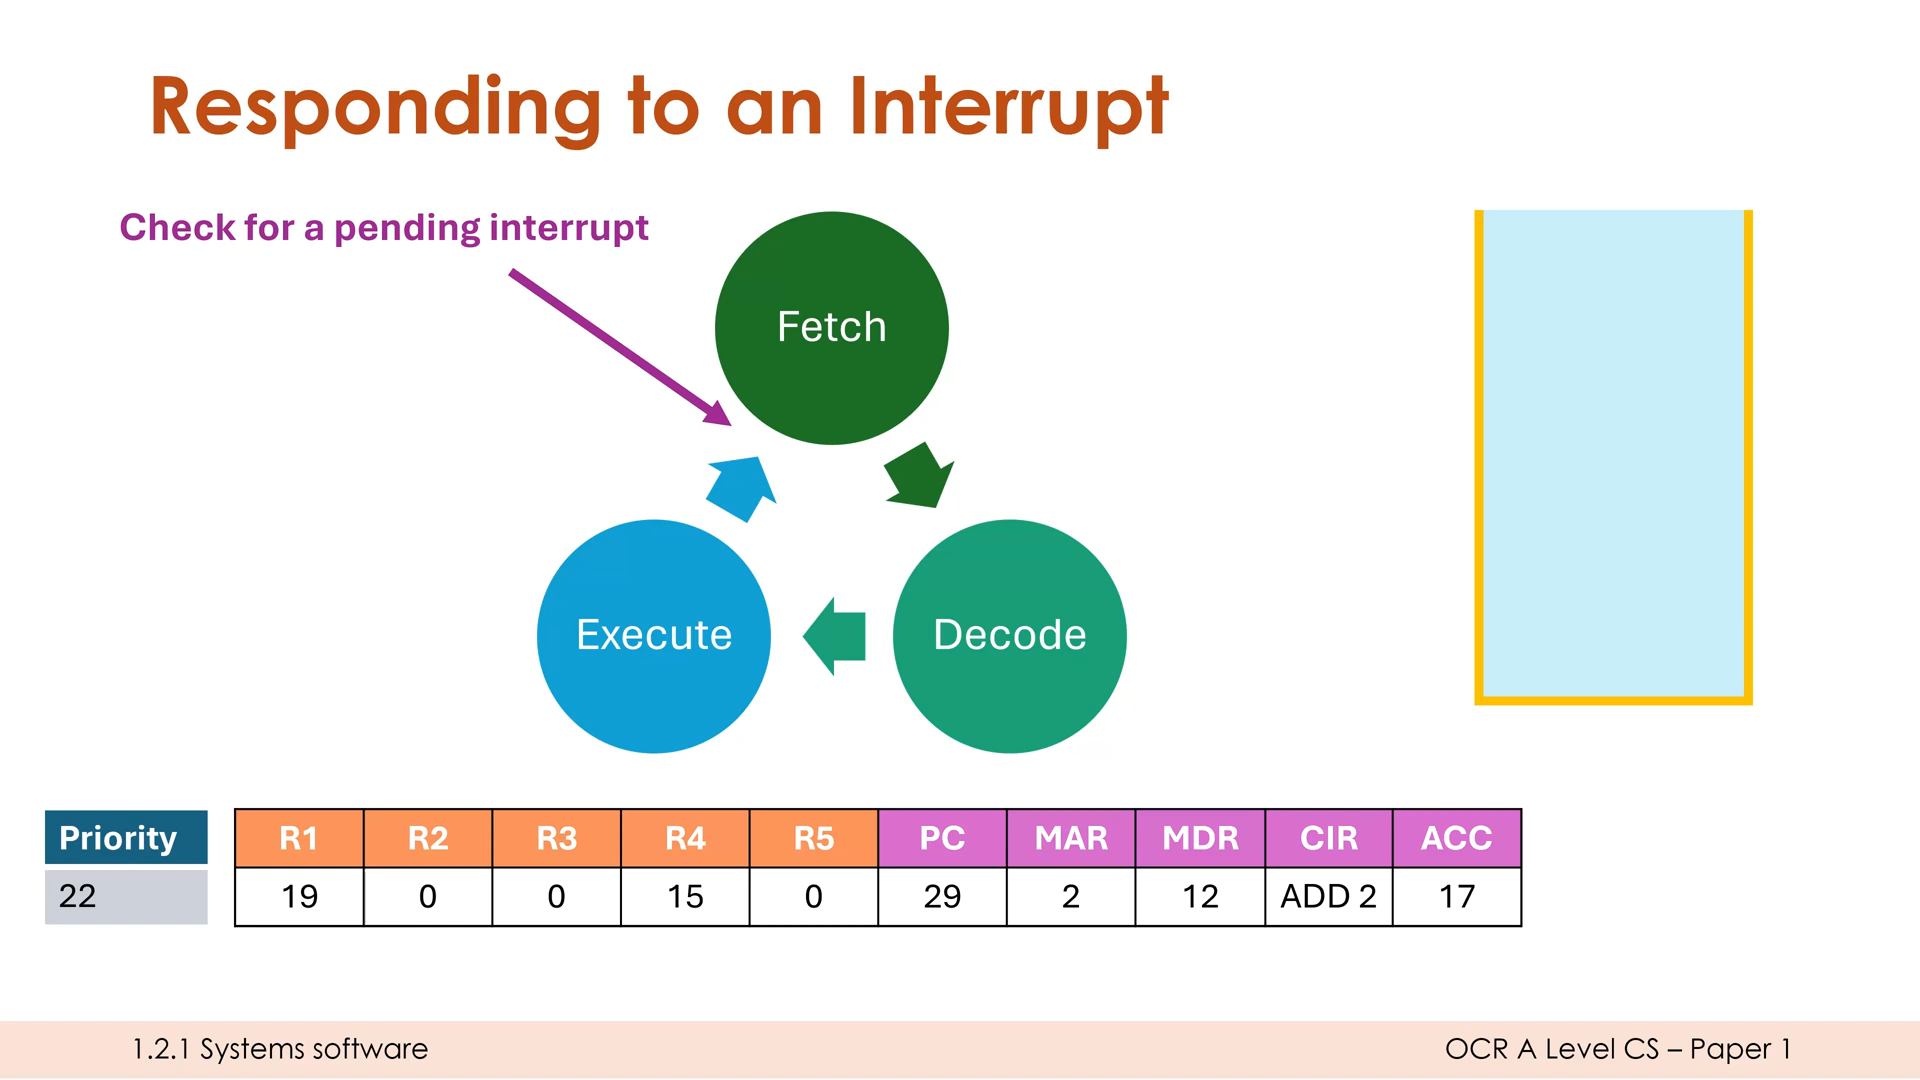 Responding to an Interrupt
Check for a pending interrupt
Fetch
Execute
Decode
Priority
22
R1 R2 R3 R4 R5 PC MAR MDR CIR ACC
19 0 0 15 0 29 2 12 ADD 2 17
1.2.1 Systems software
OCR A Level CS – Paper 1